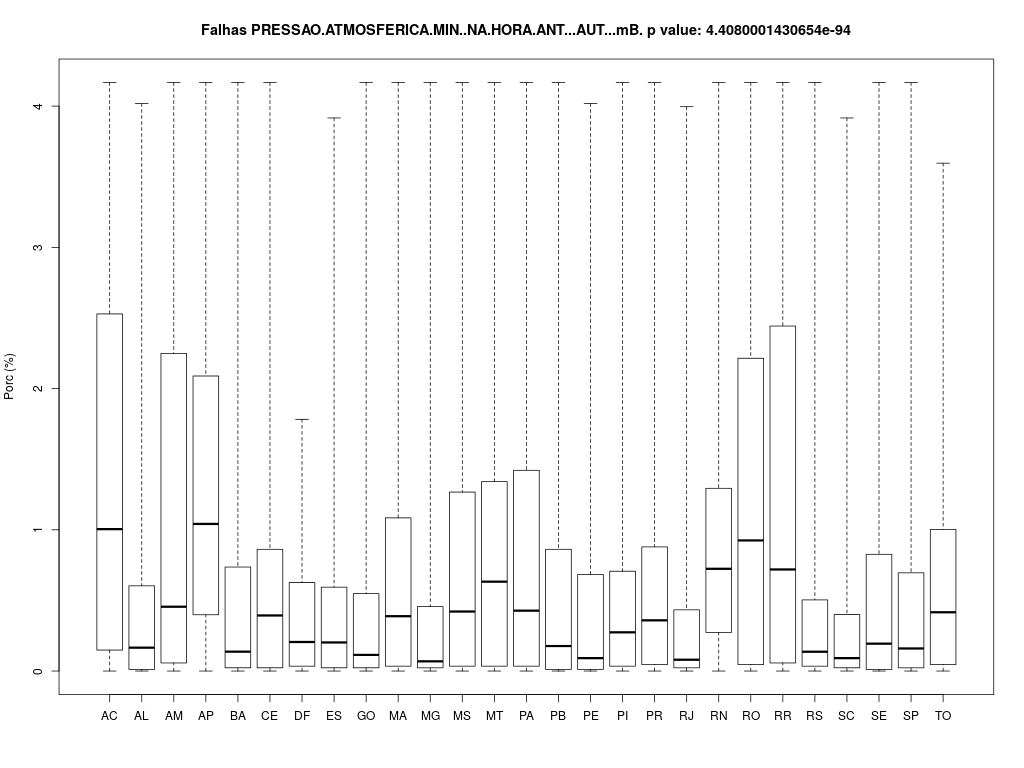 Falhas PRESSAO.ATMOSFERICA.MIN..NA.HORA.ANT...AUT...mB. p value: 4.4080001430654e-94
Porc (%)
4
3
2
1
0
AC AL AM AP BA CE DF ES GO MA MG MS MT PA PB PE PI PR RJ RN RO RR RS SC SE SP TO